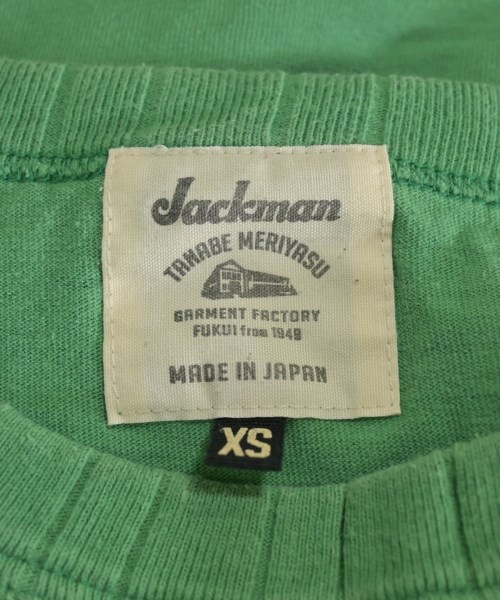 Jackman
TANABE MERIYASU
GARMENT FACTORY
FUKUI from 1949
MADE IN JAPAN
XS